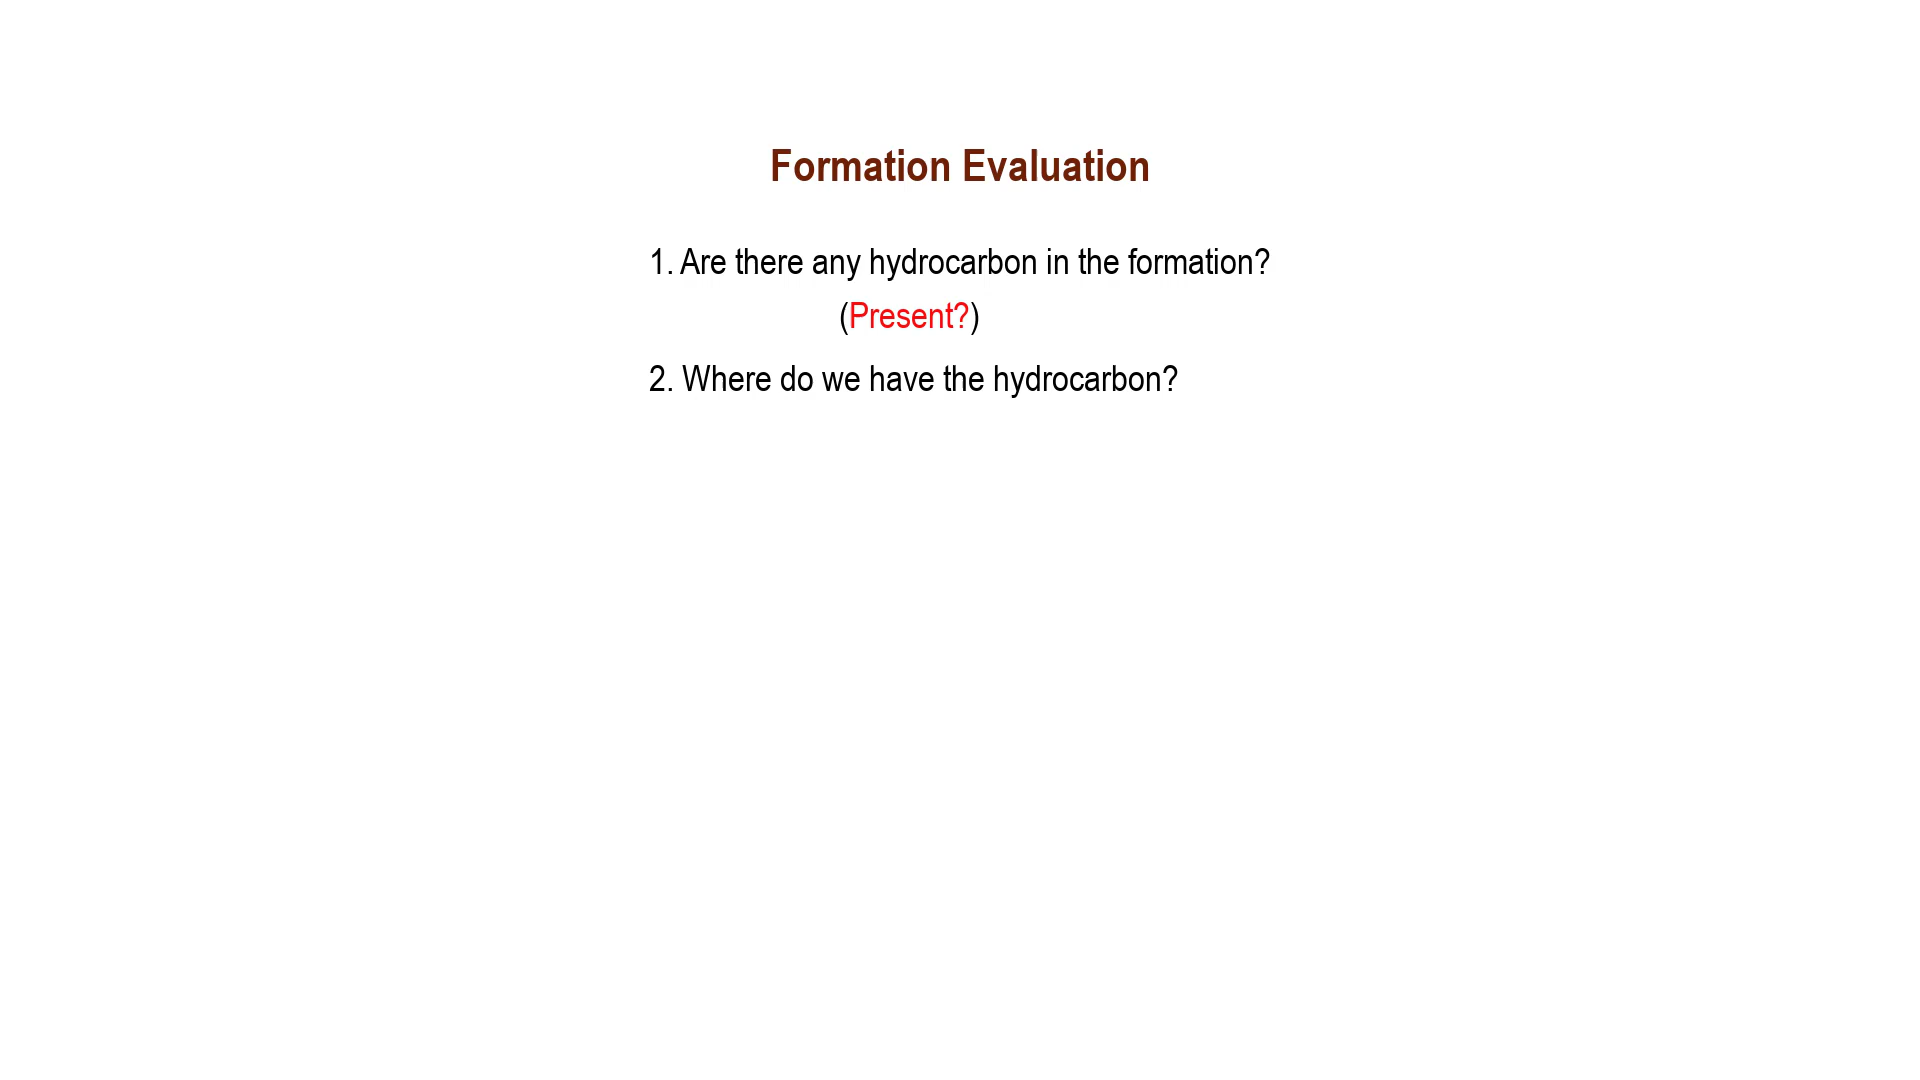 Formation Evaluation
1. Are there any hydrocarbon in the formation?
(Present?)
2. Where do we have the hydrocarbon?